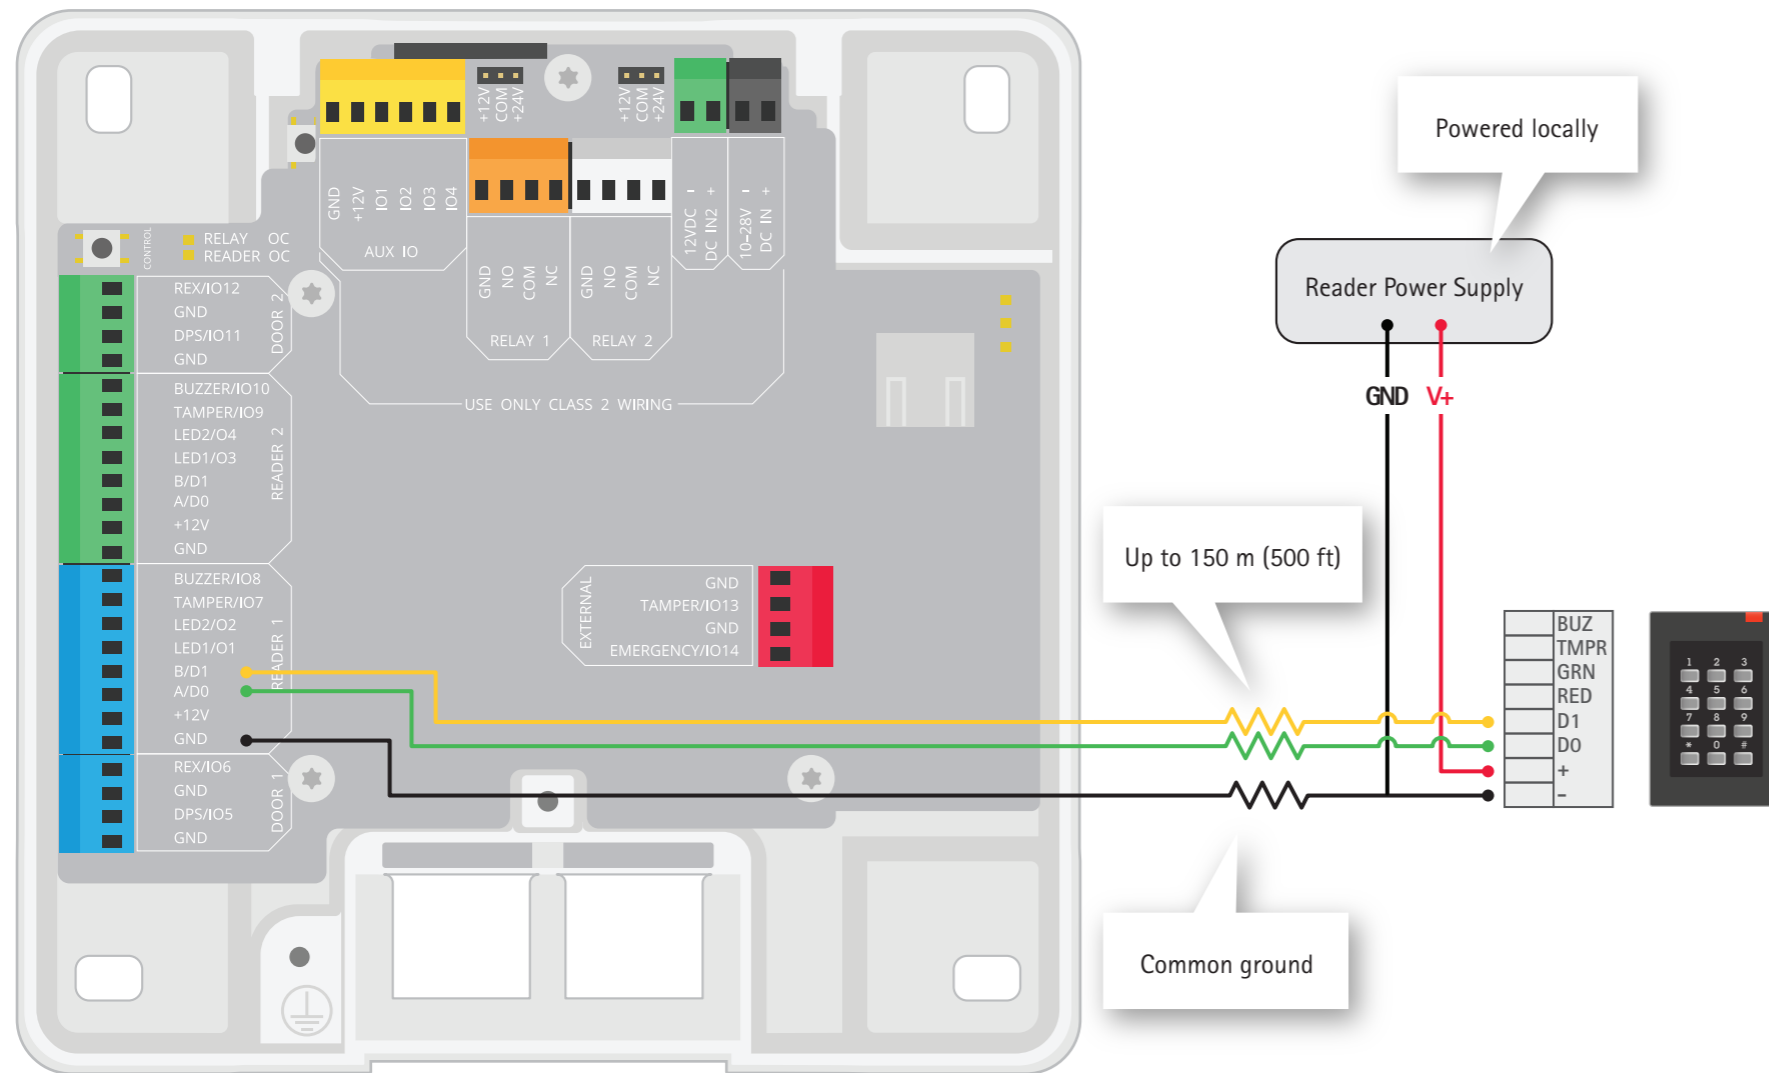 +12V
COM
+24V
+12V
COM
+24V
GND
+12V
IO1
IO2
IO3
IO4
AUX IO
GND
NO
COM
NC
RELAY 1
GND
NO
COM
NC
RELAY 2
12VDC
DC IN2
-
+
10-28V
DC IN
-
+
USE ONLY CLASS 2 WIRING
CONTROL
RELAY OC
READER OC
REX/IO12
GND
DPS/IO11
GND
DOOR 2
BUZZER/IO10
TAMPER/IO9
LED2/O4
LED1/O3
B/D1
A/D0
+12V
GND
READER 2
BUZZER/IO8
TAMPER/IO7
LED2/O2
LED1/O1
B/D1
A/D0
+12V
GND
READER 1
REX/IO6
GND
DPS/IO5
GND
DOOR 1
EXTERNAL
GND
TAMPER/IO13
GND
EMERGENCY/IO14
Powered locally
Reader Power Supply
GND V+
Up to 150 m (500 ft)
Common ground
BUZ
TMPR
GRN
RED
D1
D0
+
-
1 2 3
4 5 6
7 8 9
* 0 #